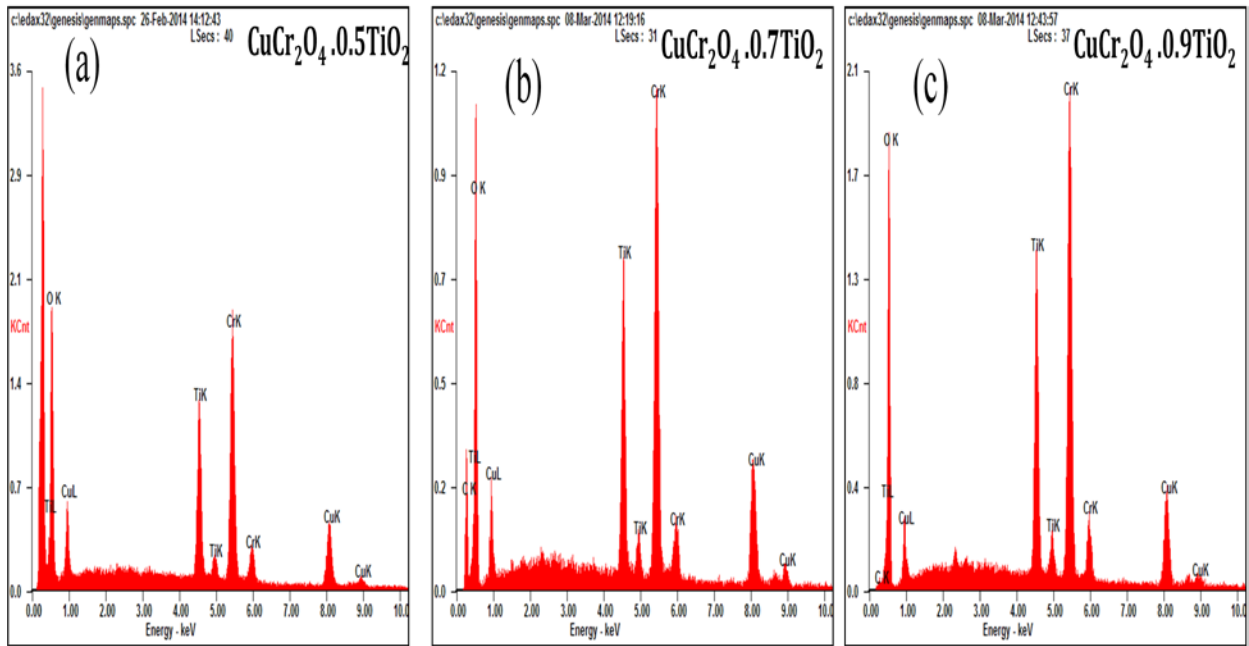 c:\edax32\genesis\genmaps.spc 26-Feb-2014 14:12:43
LSecs : 40
CuCr₂O₄.0.5TiO₂
(a)
3.6
2.9
2.1
KCnt
1.4
0.7
0.0
O K
TiL
CuL
TiK
TiK
CrK
CrK
CuK
CuK
0.00 1.00 2.00 3.00 4.00 5.00 6.00 7.00 8.00 9.00 10.0
Energy - keV
c:\edax32\genesis\genmaps.spc 08-Mar-2014 12:19:16
LSecs : 31
CuCr₂O₄.0.7TiO₂
(b)
1.2
0.9
0.7
KCnt
0.5
0.2
0.0
O K
TiL
CuL
TiK
TiK
CrK
CrK
CuK
CuK
0.00 1.00 2.00 3.00 4.00 5.00 6.00 7.00 8.00 9.00 10.0
Energy - keV
c:\edax32\genesis\genmaps.spc 08-Mar-2014 12:43:57
LSecs : 37
CuCr₂O₄.0.9TiO₂
(c)
2.1
1.7
1.3
KCnt
0.8
0.4
0.0
O K
TiL
C K
CuL
TiK
TiK
CrK
CrK
CuK
CuK
0.00 1.00 2.00 3.00 4.00 5.00 6.00 7.00 8.00 9.00 10.0
Energy - keV